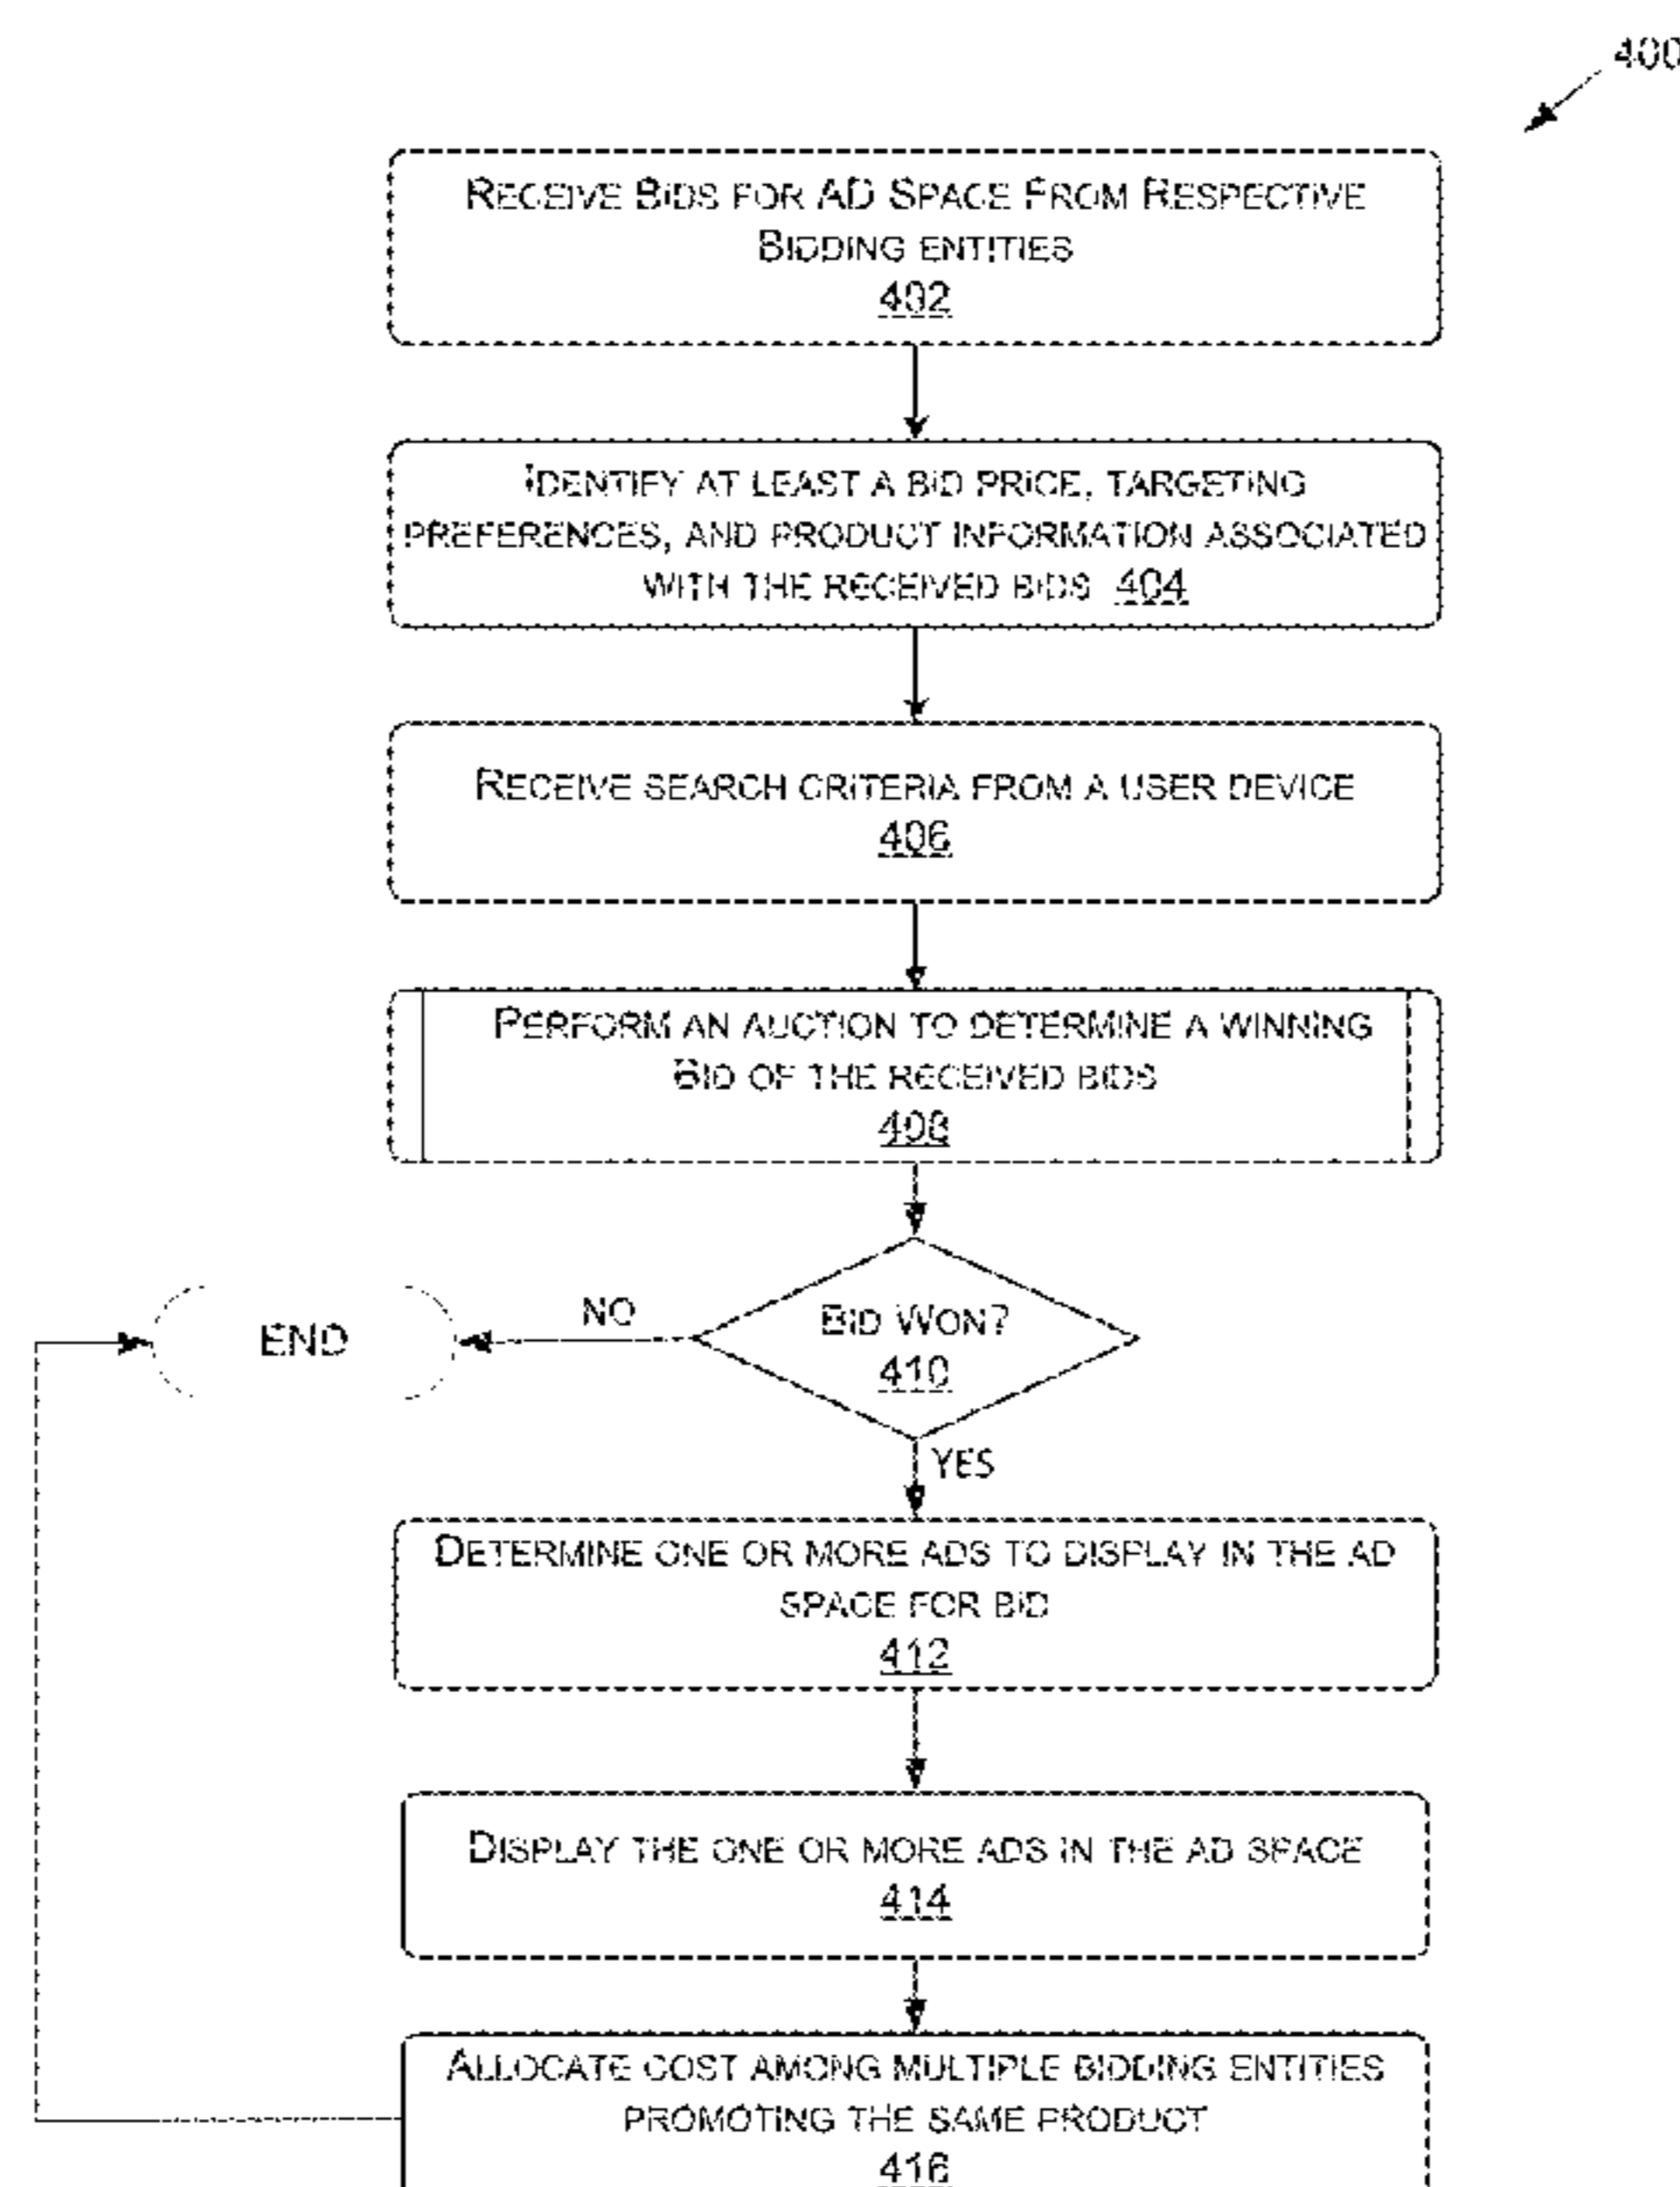 400
RECEIVE BIDS FOR AD SPACE FROM RESPECTIVE
BIDDING ENTITIES
402
IDENTIFY AT LEAST A BID PRICE, TARGETING
PREFERENCES, AND PRODUCT INFORMATION ASSOCIATED
WITH THE RECEIVED BIDS 404
RECEIVE SEARCH CRITERIA FROM A USER DEVICE
406
PERFORM AN AUCTION TO DETERMINE A WINNING
BID OF THE RECEIVED BIDS
408
END
NO
BID WON?
410
YES
DETERMINE ONE OR MORE ADS TO DISPLAY IN THE AD
SPACE FOR BID
412
DISPLAY THE ONE OR MORE ADS IN THE AD SPACE
414
ALLOCATE COST AMONG MULTIPLE BIDDING ENTITIES
PROMOTING THE SAME PRODUCT
416